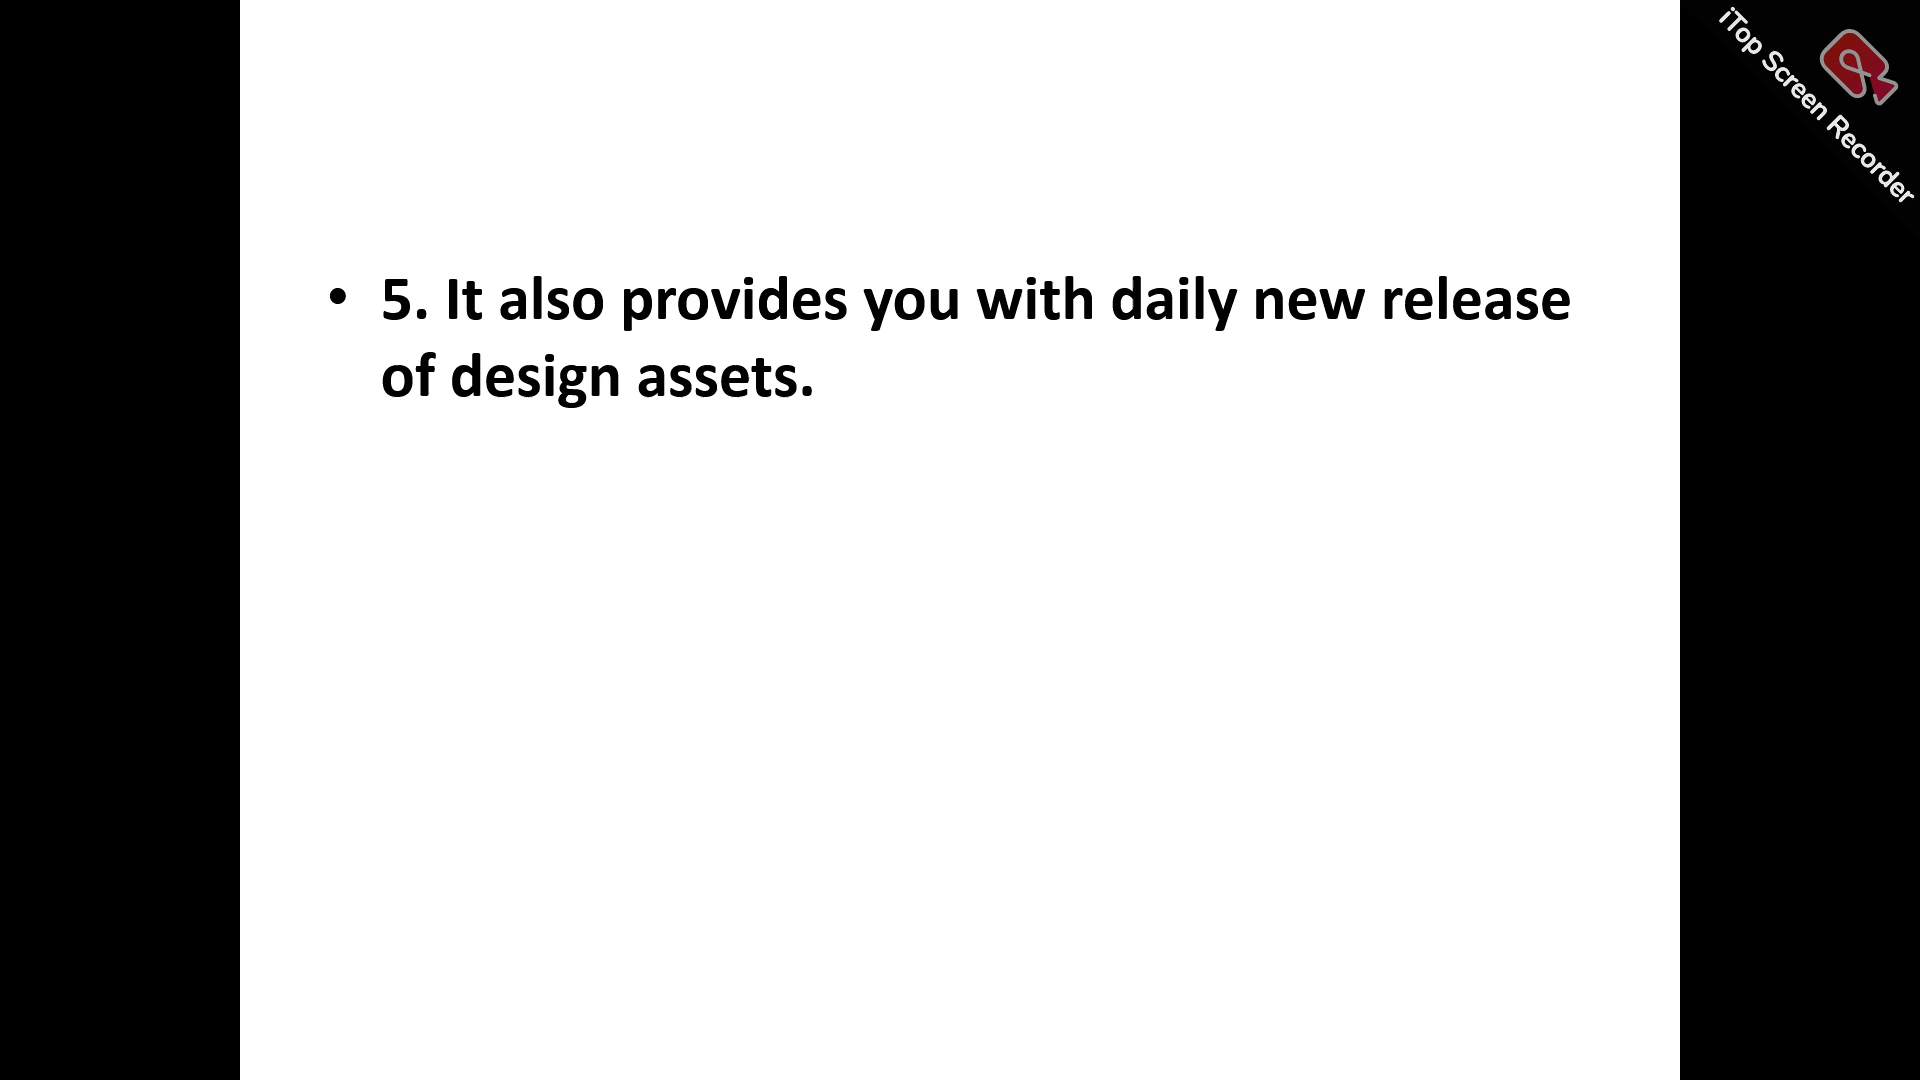 • 5. It also provides you with daily new release
of design assets.
iTop Screen Recorder